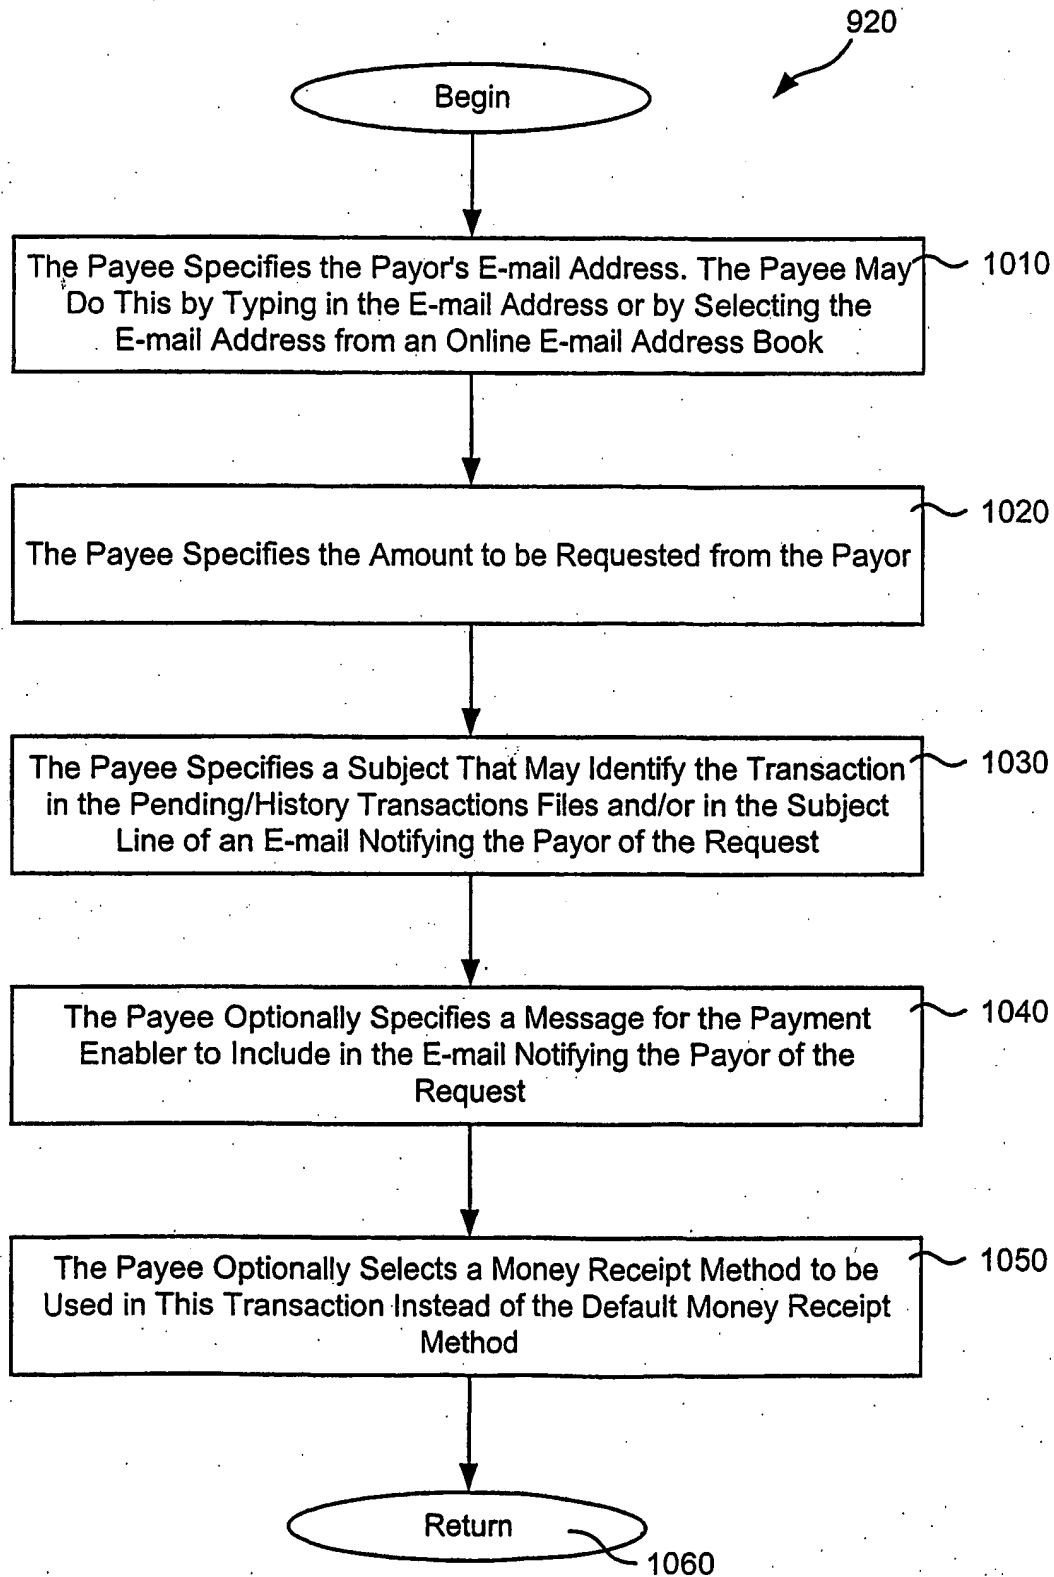 920
Begin
The Payee Specifies the Payor's E-mail Address. The Payee May
Do This by Typing in the E-mail Address or by Selecting the
E-mail Address from an Online E-mail Address Book
1010
The Payee Specifies the Amount to be Requested from the Payor
1020
The Payee Specifies a Subject That May Identify the Transaction
in the Pending/History Transactions Files and/or in the Subject
Line of an E-mail Notifying the Payor of the Request
1030
The Payee Optionally Specifies a Message for the Payment
Enabler to Include in the E-mail Notifying the Payor of the
Request
1040
The Payee Optionally Selects a Money Receipt Method to be
Used in This Transaction Instead of the Default Money Receipt
Method
1050
Return
1060